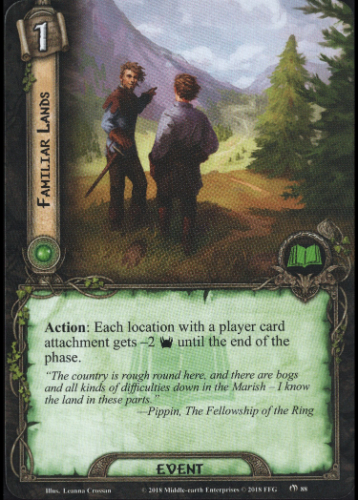 1
FAMILIAR LANDS
Action: Each location with a player card
attachment gets –2 until the end of the
phase.
"The country is rough round here, and there are bogs
and all kinds of difficulties down in the Marish – I know
the land in these parts."
—Pippin, The Fellowship of the Ring
EVENT
Illus. Leanna Crossan © 2018 Middle-earth Enterprises © 2018 FFG 88